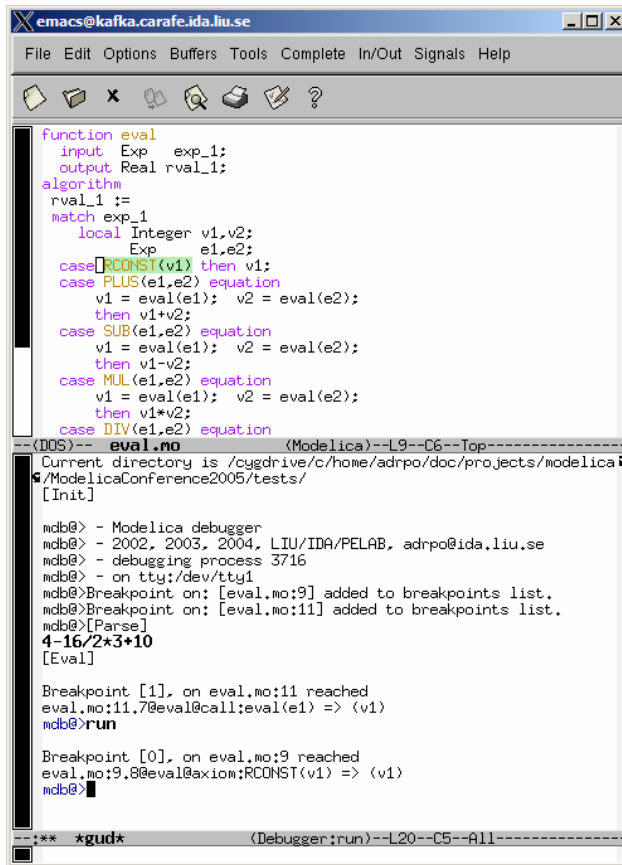 emacs@kafka.carafe.ida.liu.se
File Edit Options Buffers Tools Complete In/Out Signals Help
function eval
  input  Exp   exp_1;
  output Real rval_1;
algorithm
 rval_1 :=
 match exp_1
    local Integer v1,v2;
          Exp     e1,e2;
  case RCONST(v1) then v1;
  case PLUS(e1,e2) equation
      v1 = eval(e1);  v2 = eval(e2);
      then v1+v2;
  case SUB(e1,e2) equation
      v1 = eval(e1);  v2 = eval(e2);
      then v1-v2;
  case MUL(e1,e2) equation
      v1 = eval(e1);  v2 = eval(e2);
      then v1*v2;
  case DIV(e1,e2) equation
--(DOS)--  eval.mo            (Modelica)--L9--C6--Top----------------
Current directory is /cygdrive/c/home/adrpo/doc/projects/modelica
/ModelicaConference2005/tests/
[Init]
mdb@> - Modelica debugger
mdb@> - 2002, 2003, 2004, LIU/IDA/PELAB, adrpo@ida.liu.se
mdb@> - debugging process 3716
mdb@> - on tty:/dev/tty1
mdb@>Breakpoint on: [eval.mo:9] added to breakpoints list.
mdb@>Breakpoint on: [eval.mo:11] added to breakpoints list.
mdb@>[Parse]
4-16/2*3+10
[Eval]
Breakpoint [1], on eval.mo:11 reached
eval.mo:11.7@eval@call:eval(e1) => (v1)
mdb@>run
Breakpoint [0], on eval.mo:9 reached
eval.mo:9.8@eval@axiom:RCONST(v1) => (v1)
mdb@>
--:**  *gud*              (Debugger:run)--L20--C5--All---------------